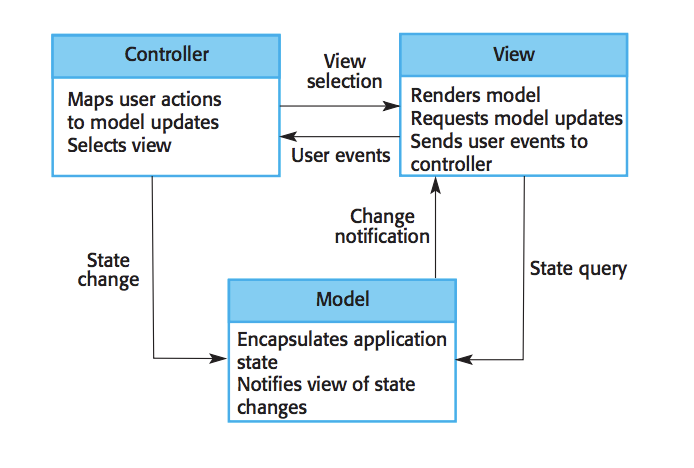 Controller
Maps user actions
to model updates
Selects view
View
selection
User events
View
Renders model
Requests model updates
Sends user events to
controller
State
change
Change
notification
State query
Model
Encapsulates application
state
Notifies view of state
changes